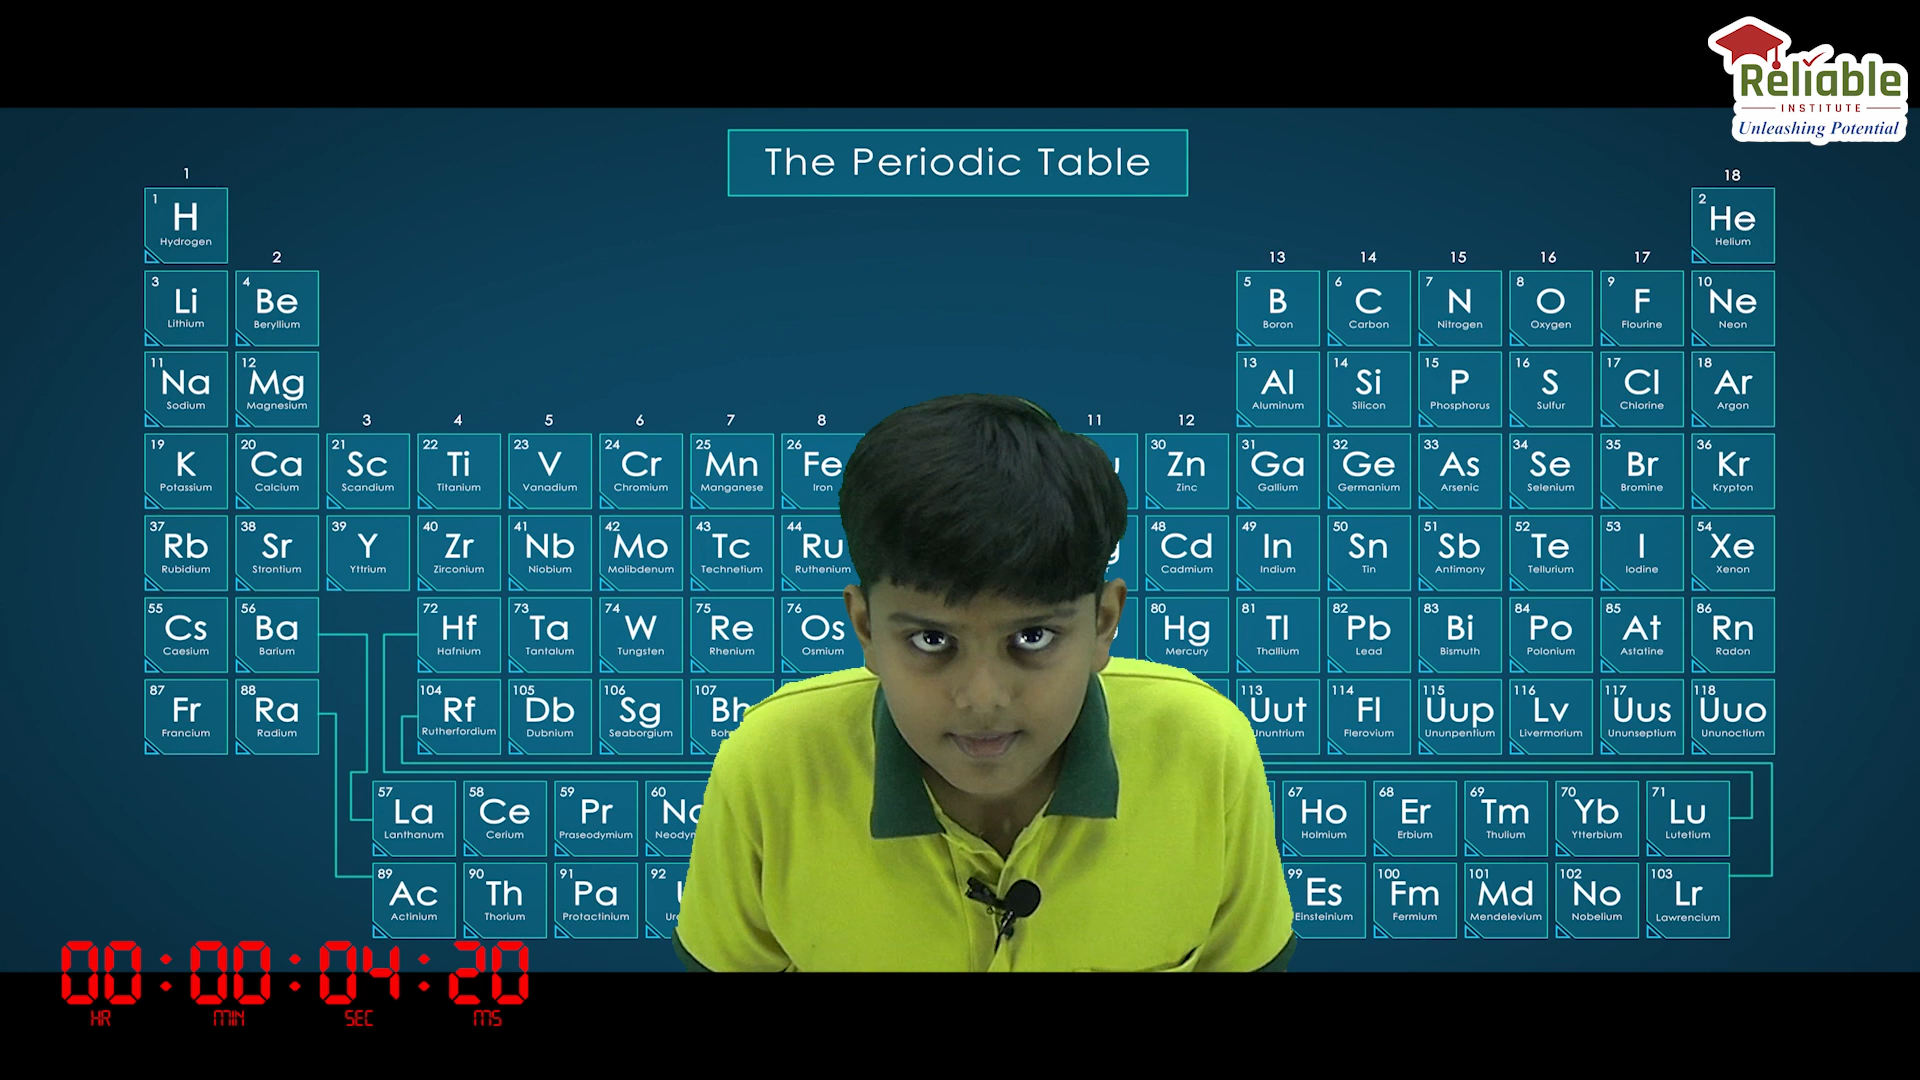 Reliable
INSTITUTE
Unleashing Potential
The Periodic Table
1
18
1
H
Hydrogen
2
He
Helium
2
13
14
15
16
17
3
Li
Lithium
4
Be
Beryllium
5
B
Boron
6
C
Carbon
7
N
Nitrogen
8
O
Oxygen
9
F
Flourine
10
Ne
Neon
11
Na
Sodium
12
Mg
Magnesium
13
Al
Aluminum
14
Si
Silicon
15
P
Phosphorus
16
S
Sulfur
17
Cl
Chlorine
18
Ar
Argon
3
4
5
6
7
8
11
12
19
K
Potassium
20
Ca
Calcium
21
Sc
Scandium
22
Ti
Titanium
23
V
Vanadium
24
Cr
Chromium
25
Mn
Manganese
26
Fe
Iron
30
Zn
Zinc
31
Ga
Gallium
32
Ge
Germanium
33
As
Arsenic
34
Se
Selenium
35
Br
Bromine
36
Kr
Krypton
37
Rb
Rubidium
38
Sr
Strontium
39
Y
Yttrium
40
Zr
Zirconium
41
Nb
Niobium
42
Mo
Molibdenum
43
Tc
Technetium
44
Ru
Ruthenium
48
Cd
Cadmium
49
In
Indium
50
Sn
Tin
51
Sb
Antimony
52
Te
Tellurium
53
I
Iodine
54
Xe
Xenon
55
Cs
Caesium
56
Ba
Barium
72
Hf
Hafnium
73
Ta
Tantalum
74
W
Tungsten
75
Re
Rhenium
76
Os
Osmium
80
Hg
Mercury
81
Tl
Thallium
82
Pb
Lead
83
Bi
Bismuth
84
Po
Polonium
85
At
Astatine
86
Rn
Radon
87
Fr
Francium
88
Ra
Radium
104
Rf
Rutherfordium
105
Db
Dubnium
106
Sg
Seaborgium
107
Bh
113
Uut
114
Fl
Flerovium
115
Uup
Ununpentium
116
Lv
Livermorium
117
Uus
Ununseptium
118
Uuo
Ununoctium
57
La
Lanthanum
58
Ce
Cerium
59
Pr
Praseodymium
60
67
Ho
Holmium
68
Er
Erbium
69
Tm
Thulium
70
Yb
Ytterbium
71
Lu
Lutetium
89
Ac
Actinium
90
Th
Thorium
91
Pa
Protactinium
92
99
Es
Einsteinium
100
Fm
Fermium
101
Md
Mendelevium
102
No
Nobelium
103
Lr
Lawrencium
00:00:04:20
HR MIN SEC MS